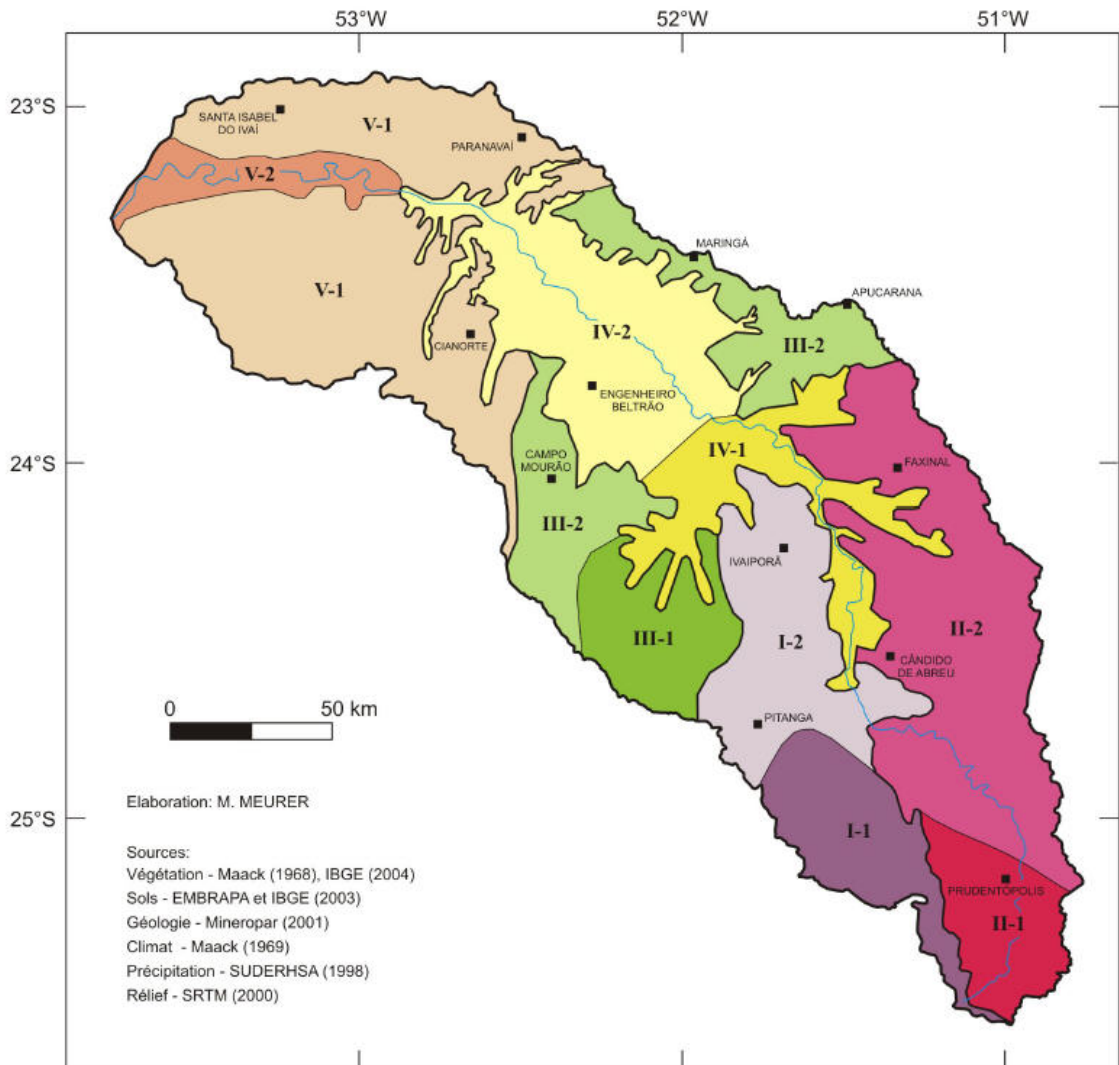 53°W
52°W
51°W
23°S
SANTA ISABEL
DO IVAÍ
V-1
PARANAVAÍ
V-2
MARINGÁ
V-1
APUCARANA
CIANORTE
IV-2
III-2
ENGENHEIRO
BELTRÃO
24°S
CAMPO
MOURÃO
IV-1
FAXINAL
III-2
IVAIPORÃ
III-1
I-2
II-2
CÂNDIDO
DE ABREU
0
50 km
PITANGA
Elaboration: M. MEURER
25°S
I-1
Sources:
Végétation - Maack (1968), IBGE (2004)
Sols - EMBRAPA et IBGE (2003)
PRUDENTÓPOLIS
Géologie - Mineropar (2001)
II-1
Climat - Maack (1969)
Précipitation - SUDERHSA (1998)
Rélief - SRTM (2000)